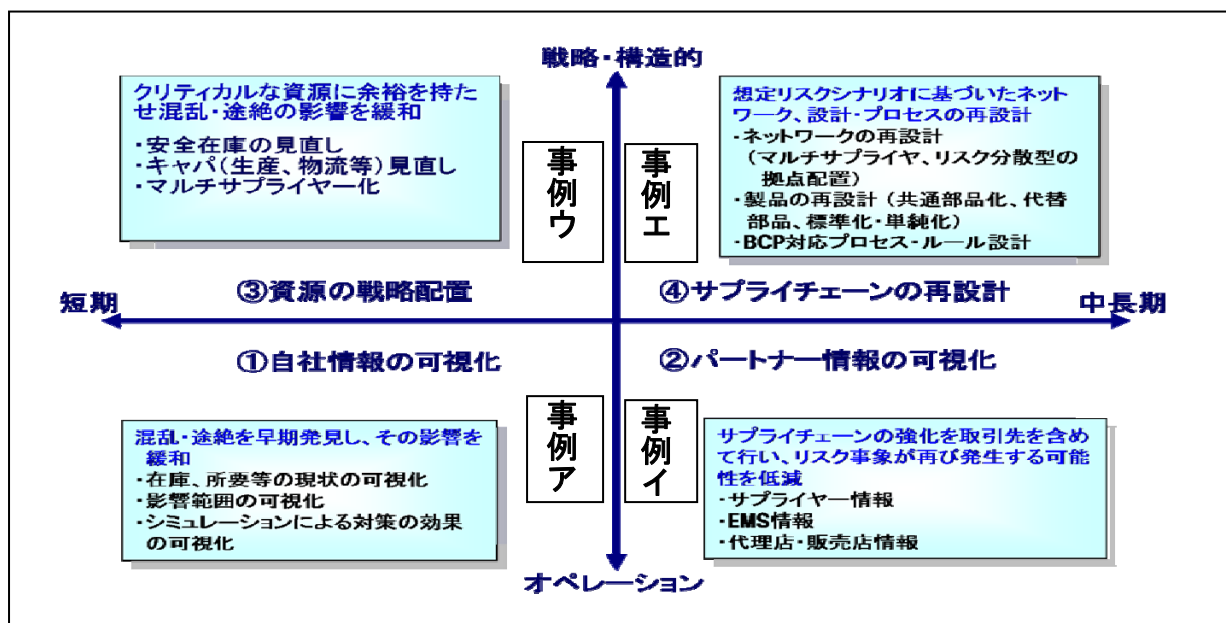 戦略・構造的
クリティカルな資源に余裕を持た
せ混乱・途絶の影響を緩和
・安全在庫の見直し
・キャパ(生産、物流等)見直し
・マルチサプライヤー化
事例ウ
事例エ
想定リスクシナリオに基づいたネット
ワーク、設計・プロセスの再設計
・ネットワークの再設計
(マルチサプライヤ、リスク分散型の
拠点配置)
・製品の再設計(共通部品化、代替
部品、標準化・単純化)
・BCP対応プロセス・ルール設計
③資源の戦略配置
④サプライチェーンの再設計
短期
中長期
①自社情報の可視化
②パートナー情報の可視化
混乱・途絶を早期発見し、その影響を
緩和
・在庫、所要等の現状の可視化
・影響範囲の可視化
・シミュレーションによる対策の効果
の可視化
事例ア
事例イ
サプライチェーンの強化を取引先を含め
て行い、リスク事象が再び発生する可能
性を低減
・サプライヤー情報
・EMS情報
・代理店・販売店情報
オペレーション